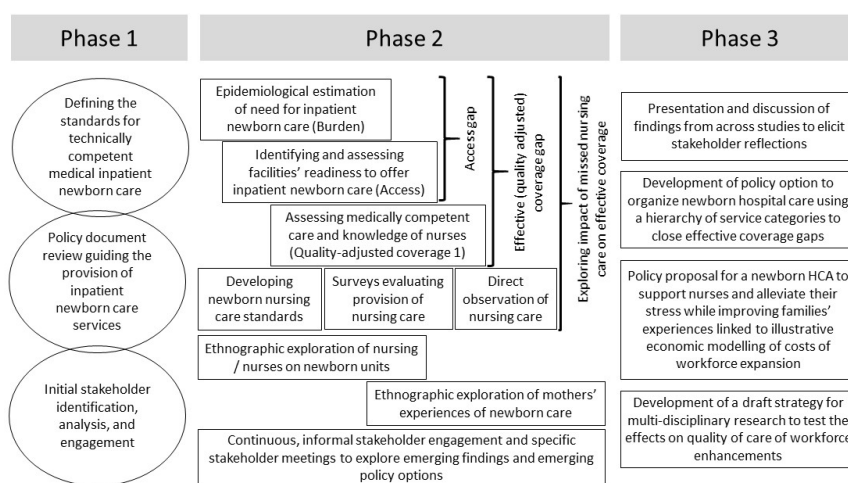 Phase 1
Defining the
standards for
technically
competent
medical inpatient
newborn care
Policy document
review guiding the
provision of
inpatient
newborn care
services
Initial stakeholder
identification,
analysis, and
engagement
Phase 2
Epidemiological estimation
of need for inpatient
newborn care (Burden)
Identifying and assessing
facilities’ readiness to offer
inpatient newborn care (Access)
Access gap
Assessing medically competent
care and knowledge of nurses
(Quality-adjusted coverage 1)
Effective (quality adjusted)
coverage gap
Developing
newborn nursing
care standards
Surveys evaluating
provision of
nursing care
Direct
observation of
nursing care
Exploring impact of missed nursing
care on effective coverage
Ethnographic exploration of nursing
/ nurses on newborn units
Ethnographic exploration of mothers’
experiences of newborn care
Continuous, informal stakeholder engagement and specific
stakeholder meetings to explore emerging findings and emerging
policy options
Phase 3
Presentation and discussion of
findings from across studies to elicit
stakeholder reflections
Development of policy option to
organize newborn hospital care using
a hierarchy of service categories to
close effective coverage gaps
Policy proposal for a newborn HCA to
support nurses and alleviate their
stress while improving families’
experiences linked to illustrative
economic modelling of costs of
workforce expansion
Development of a draft strategy for
multi-disciplinary research to test the
effects on quality of care of workforce
enhancements